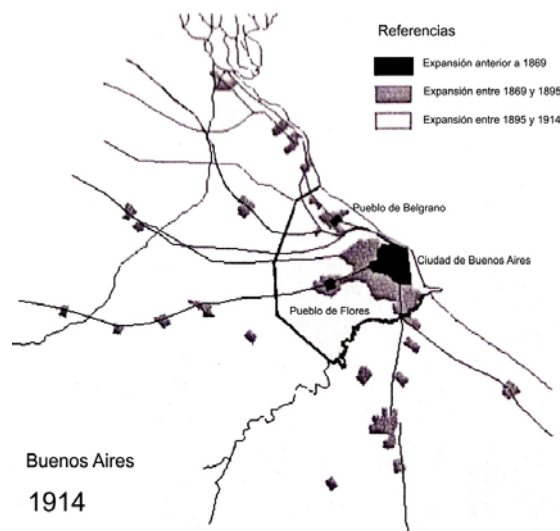 Referencias
Expansión anterior a 1869
Expansión entre 1869 y 1895
Expansión entre 1895 y 1914
Pueblo de Belgrano
Ciudad de Buenos Aires
Pueblo de Flores
Buenos Aires
1914